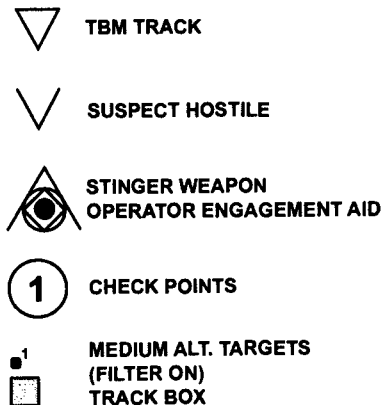 TBM TRACK
SUSPECT HOSTILE
STINGER WEAPON
OPERATOR ENGAGEMENT AID
1
CHECK POINTS
1
MEDIUM ALT. TARGETS
(FILTER ON)
TRACK BOX